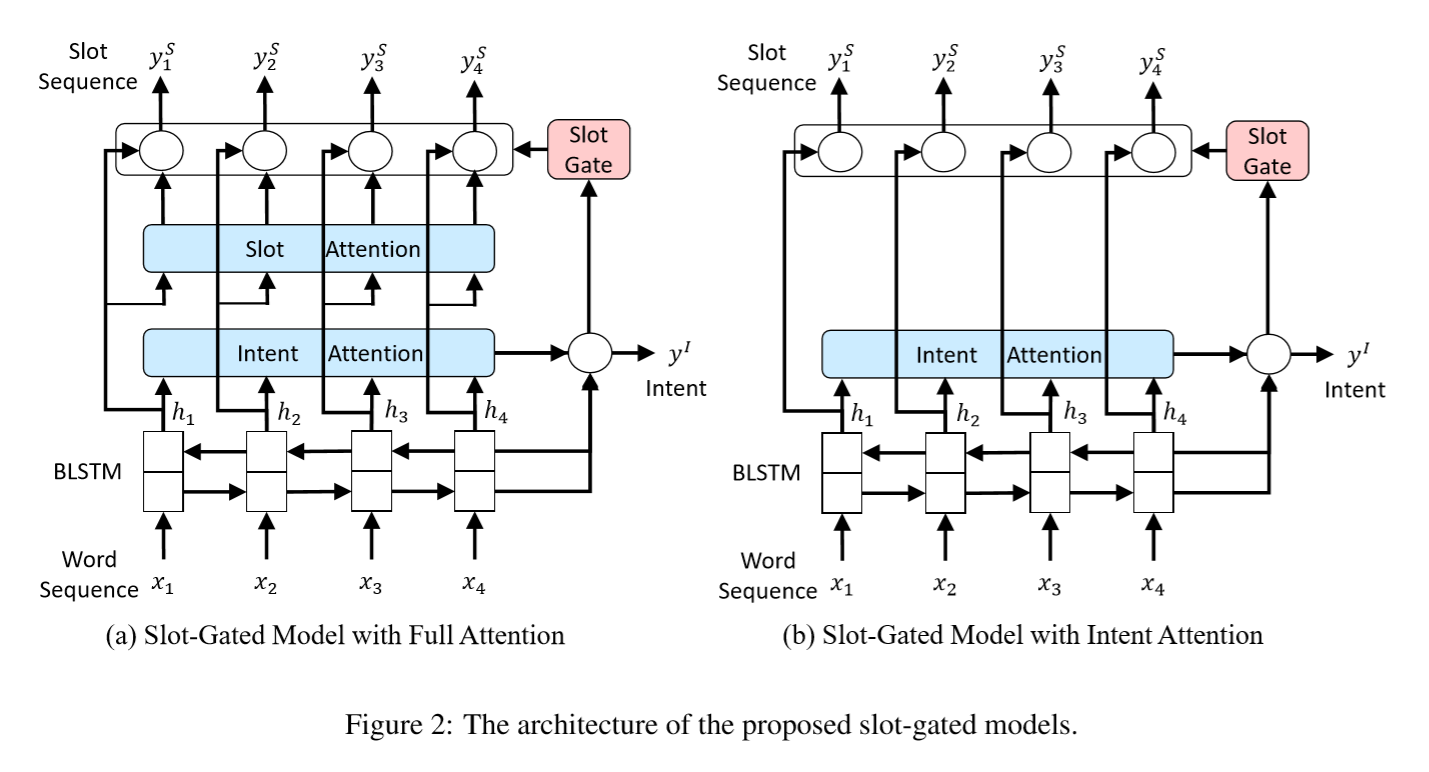 Slot
Sequence
y_1^S y_2^S y_3^S y_4^S
Slot
Gate
Slot Attention
Intent Attention
y^I
Intent
h_1 h_2 h_3 h_4
BLSTM
Word
Sequence
x_1 x_2 x_3 x_4
(a) Slot-Gated Model with Full Attention
Slot
Sequence
y_1^S y_2^S y_3^S y_4^S
Slot
Gate
Intent Attention
y^I
Intent
h_1 h_2 h_3 h_4
BLSTM
Word
Sequence
x_1 x_2 x_3 x_4
(b) Slot-Gated Model with Intent Attention
Figure 2: The architecture of the proposed slot-gated models.